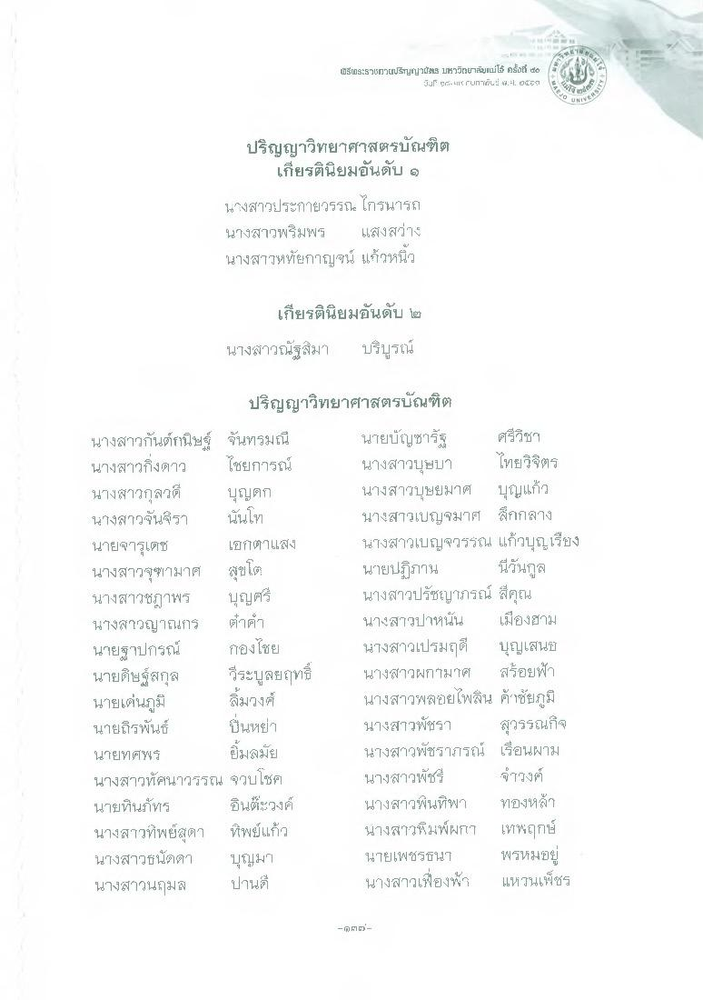 พิธีพระราชทานปริญญาบัตร มหาวิทยาลัยแม่โจ้ ครั้งที่ ๔๐
มหาวิทยาลัยแม่โจ้
MAEJO UNIVERSITY
ปริญญาวิทยาศาสตรบัณฑิต
เกียรตินิยมอันดับ ๑
นางสาวประกายวรรณ ไกรนารถ
นางสาวพริมพร แสงสว่าง
นางสาวหทัยกาญจน์ แก้วหนิ้ว
เกียรตินิยมอันดับ ๒
นางสาวณัฐสิมา บริบูรณ์
ปริญญาวิทยาศาสตรบัณฑิต
นางสาวกันต์กนิษฐ์ จันทรมณี
นางสาวกิ่งดาว ไชยการณ์
นางสาวกุลวดี บุญตก
นางสาวจันจิรา นันโท
นายจารุเดช เอกตาแสง
นางสาวจุฑามาศ สุขโต
นางสาวชฎาพร บุญศรี
นางสาวญาณกร ต๋าคำ
นายฐาปกรณ์ กองไชย
นายดิษฐ์สกุล วีระบูลยฤทธิ์
นายเด่นภูมิ ลิ้มวงศ์
นายถิรพันธ์ ปิ่นหย่า
นายทศพร ยิ้มลมัย
นางสาวทัศนาวรรณ จวบโชค
นายทินภัทร อินต๊ะวงค์
นางสาวทิพย์สุดา ทิพย์แก้ว
นางสาวธนัดดา บุญมา
นางสาวนฤมล ปานดี
นายบัญชารัฐ ศรีวิชา
นางสาวบุษบา ไทยวิจิตร
นางสาวบุษยมาศ บุญแก้ว
นางสาวเบญจมาศ ลึกกลาง
นางสาวเบญจวรรณ แก้วบุญเรือง
นายปฏิภาณ นีวันกูล
นางสาวปรัชญาภรณ์ สีคุณ
นางสาวปาหนัน เมืองฮาม
นางสาวเปรมฤดี บุญเสนอ
นางสาวผกามาศ สร้อยฟ้า
นางสาวพลอยไพลิน ค้าชัยภูมิ
นางสาวพัชรา สุวรรณกิจ
นางสาวพัชราภรณ์ เรือนผาม
นางสาวพัชรี จำวงค์
นางสาวพินทิพา ทองหล้า
นางสาวพิมพ์ผกา เทพฤกษ์
นายเพชรธนา พรหมอยู่
นางสาวเฟื่องฟ้า แหวนเพ็ชร
-๑๓๗-